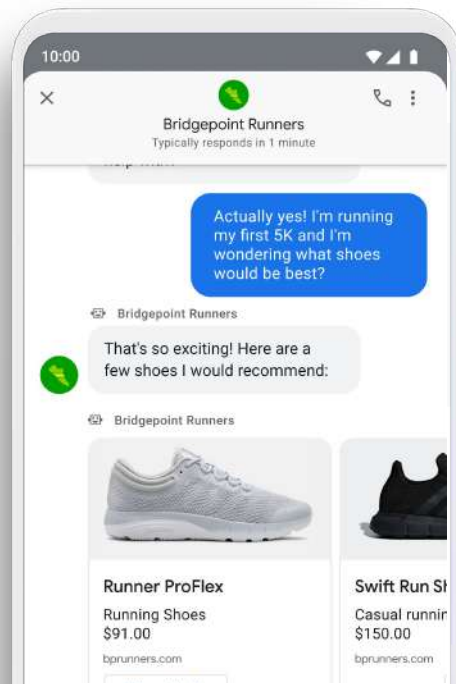 10:00
Bridgepoint Runners
Typically responds in 1 minute
Actually yes! I'm running
my first 5K and I'm
wondering what shoes
would be best?
Bridgepoint Runners
That's so exciting! Here are a
few shoes I would recommend:
Bridgepoint Runners
Runner ProFlex
Running Shoes
$91.00
bprunners.com
Swift Run
Casual
$150.00
bprunners.com